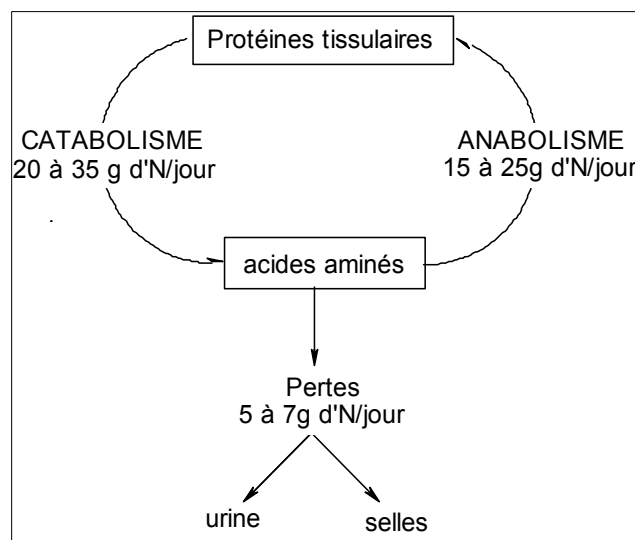 Protéines tissulaires
CATABOLISME
20 à 35 g d'N/jour
ANABOLISME
15 à 25g d'N/jour
acides aminés
Pertes
5 à 7g d'N/jour
urine
selles